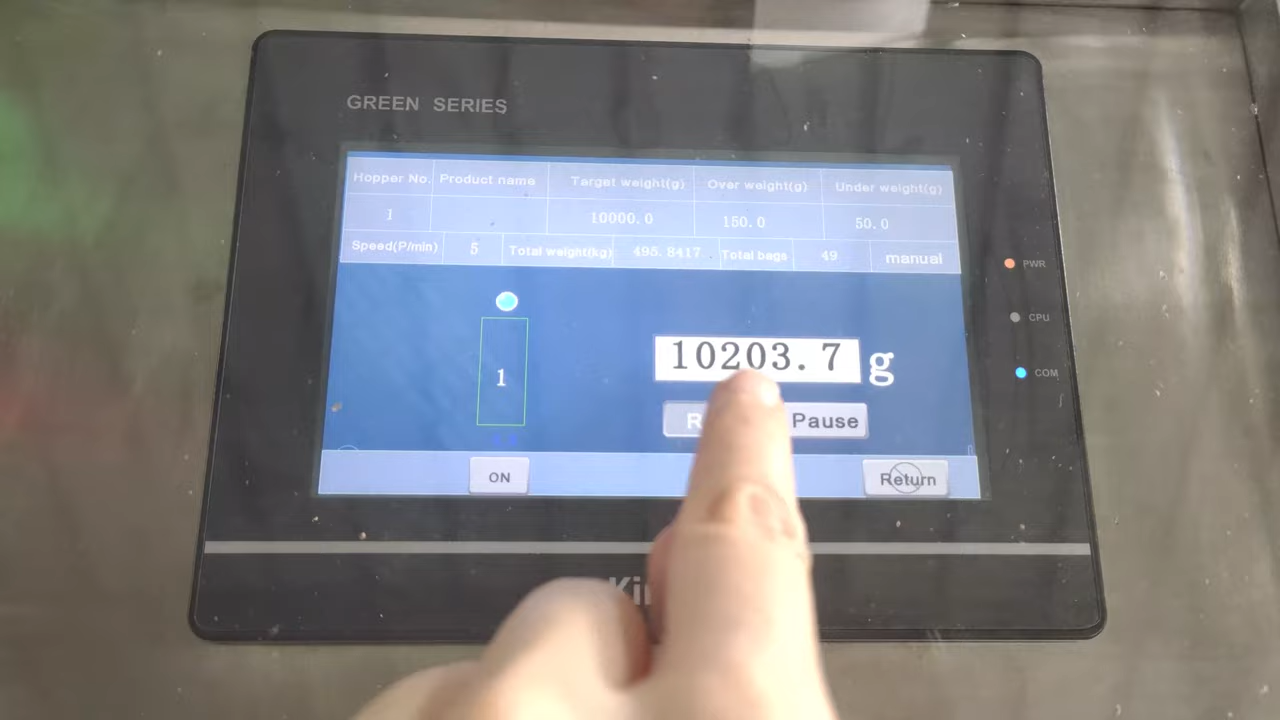 GREEN SERIES
Hopper No. Product name Target weight(g) Over weight(g) Under weight(g)
1 10000.0 150.0 50.0
Speed(P/min) 5 Total weight(kg) 495.8417 Total bags 49 manual
PWR
CPU
10203.7 g
COM
1
Pause
ON
Return